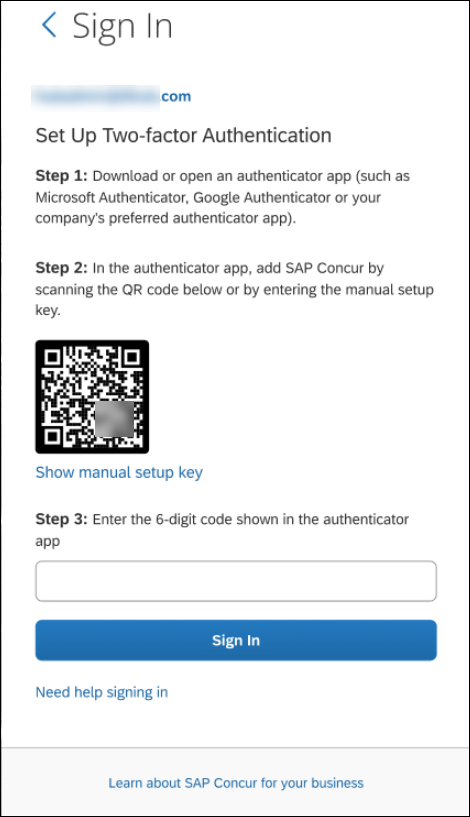 Sign In
.com
Set Up Two-factor Authentication
Step 1: Download or open an authenticator app (such as
Microsoft Authenticator, Google Authenticator or your
company's preferred authenticator app).
Step 2: In the authenticator app, add SAP Concur by
scanning the QR code below or by entering the manual setup
key.
Show manual setup key
Step 3: Enter the 6-digit code shown in the authenticator
app
Sign In
Need help signing in
Learn about SAP Concur for your business